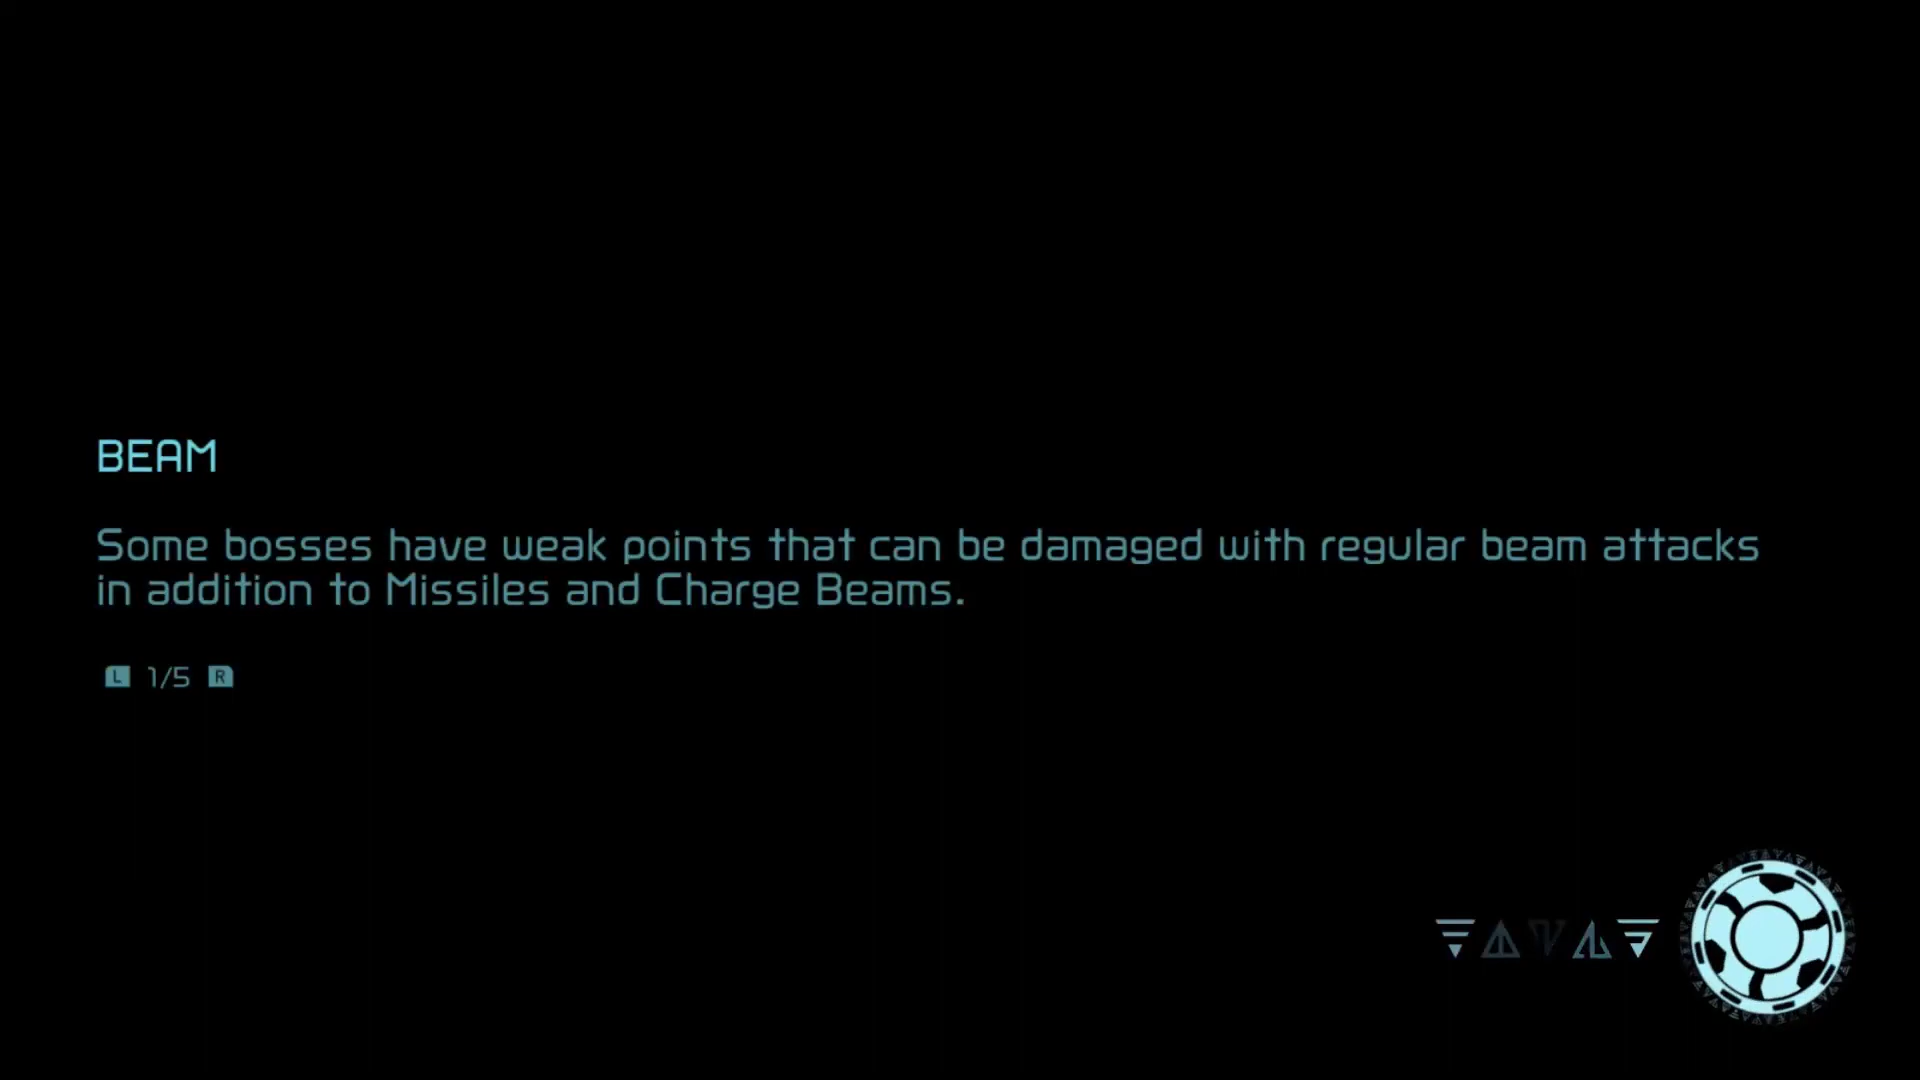 BEAM
Some bosses have weak points that can be damaged with regular beam attacks
in addition to Missiles and Charge Beams.
L 1/5 R